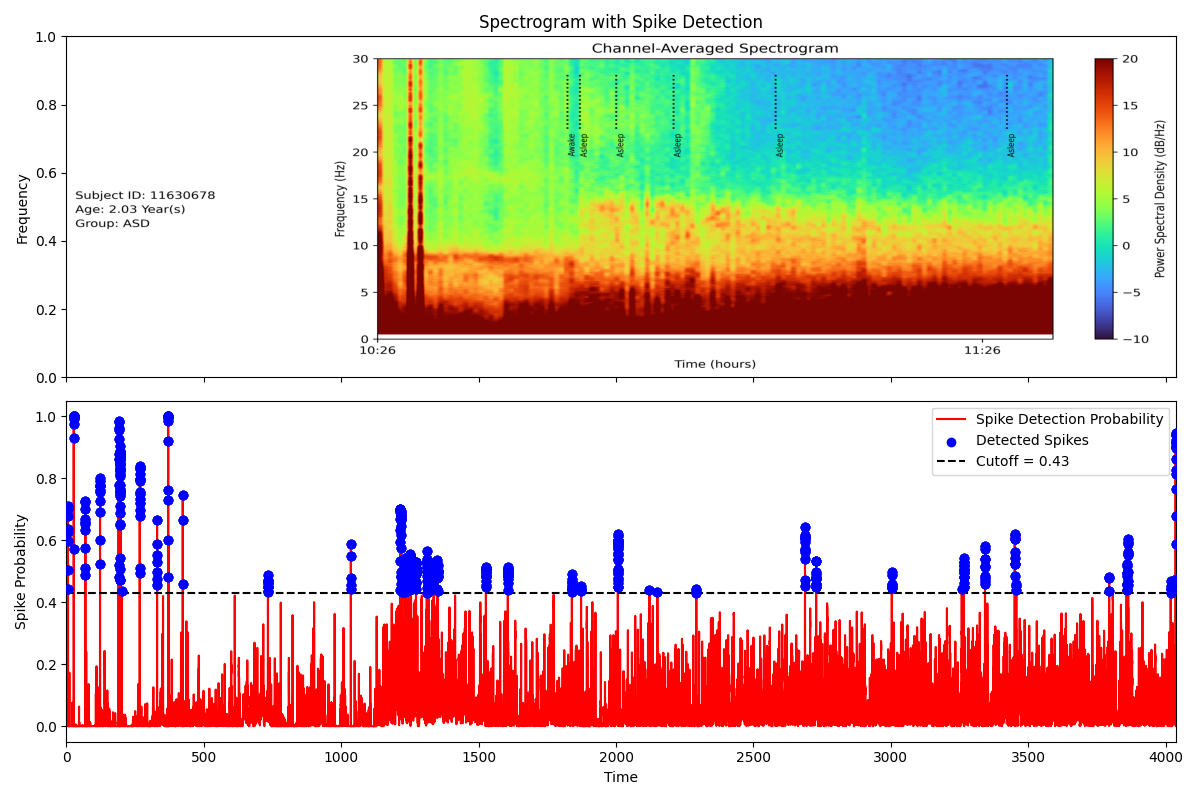 Spectrogram with Spike Detection
Channel-Averaged Spectrogram
Frequency
1.0
0.8
0.6
0.4
0.2
0.0
Subject ID: 11630678
Age: 2.03 Year(s)
Group: ASD
Frequency (Hz)
30
25
20
15
10
5
0
Awake
Asleep
Asleep
Asleep
Asleep
Asleep
10:26
11:26
Time (hours)
20
15
10
5
0
−5
−10
Power Spectral Density (dB/Hz)
Spike Probability
1.0
0.8
0.6
0.4
0.2
0.0
Spike Detection Probability
Detected Spikes
Cutoff = 0.43
0 500 1000 1500 2000 2500 3000 3500 4000
Time